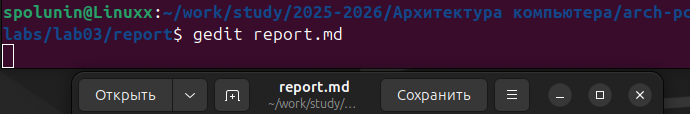 spolunin@Linuxx:~/work/study/2025-2026/Архитектура компьютера/arch-pc
labs/lab03/report$ gedit report.md
Открыть
report.md
~/work/study/…
Сохранить